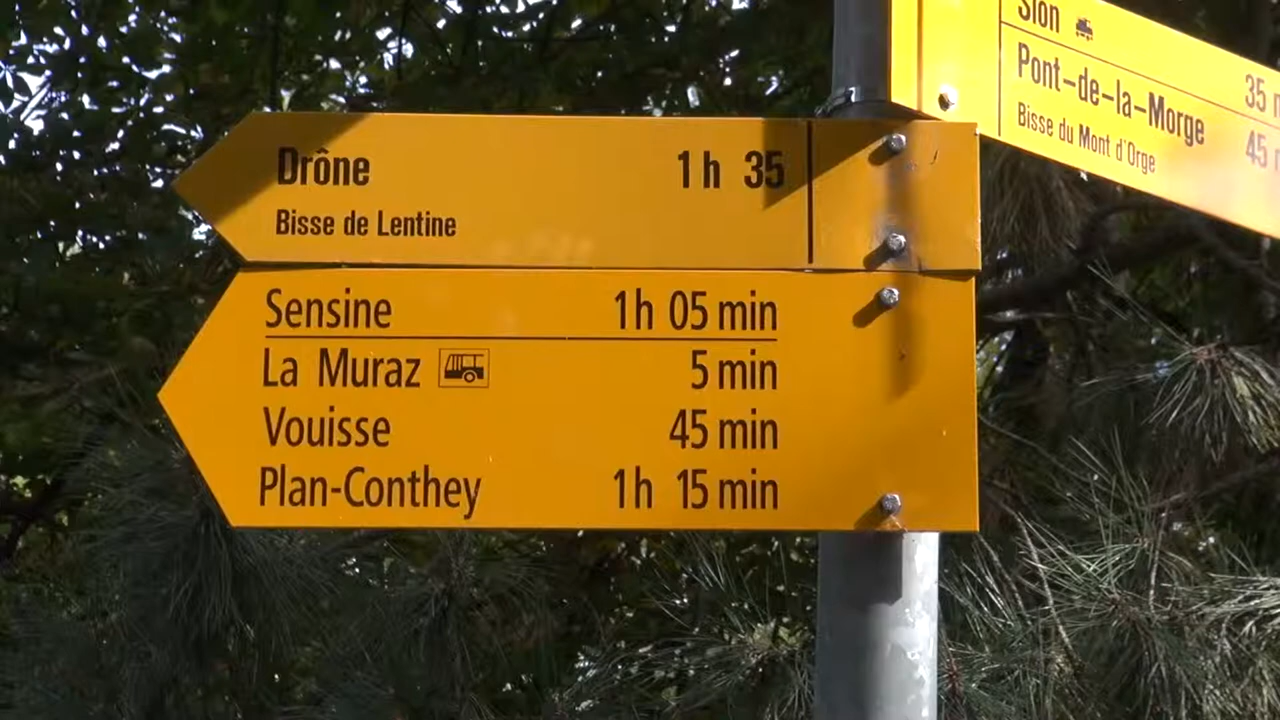 Drône 1 h 35
Bisse de Lentine
Sensine 1h 05 min
La Muraz 5 min
Vouisse 45 min
Plan-Conthey 1h 15 min
Sion 35
Pont-de-la-Morge 45
Bisse du Mont d'Orge